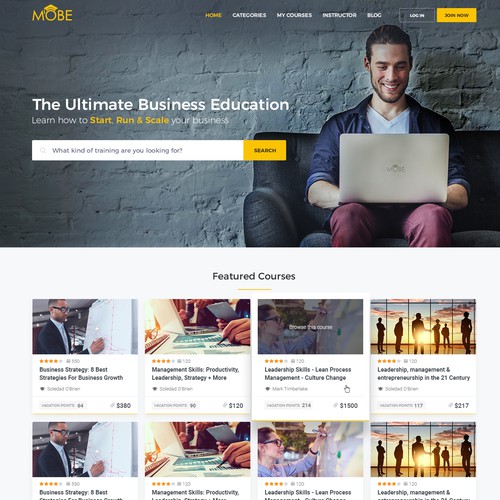 MOBE
HOME CATEGORIES MY COURSES INSTRUCTOR BLOG LOG IN JOIN NOW
The Ultimate Business Education
Learn how to Start, Run & Scale your business
What kind of training are you looking for? SEARCH
MOBE
Featured Courses
Browse this course
550 120 120 120
Business Strategy: 8 Best
Strategies For Business Growth
Soledad O'Brien
VACATION POINTS: 64 $380
Management Skills: Productivity,
Leadership, Strategy + More
Soledad O'Brien
VACATION POINTS: 90 $120
Leadership Skills - Lean Process
Management - Culture Change
Mark Timberlake
VACATION POINTS: 214 $1500
Leadership, management &
entrepreneurship in the 21 Century
Soledad O'Brien
VACATION POINTS: 117 $217
550 120 120 120
Business Strategy: 8 Best
Strategies For Business Growth
Management Skills: Productivity,
Leadership, Strategy + More
Leadership Skills - Lean Process
Management - Culture Change
Leadership, management &
entrepreneurship in the 21 Century